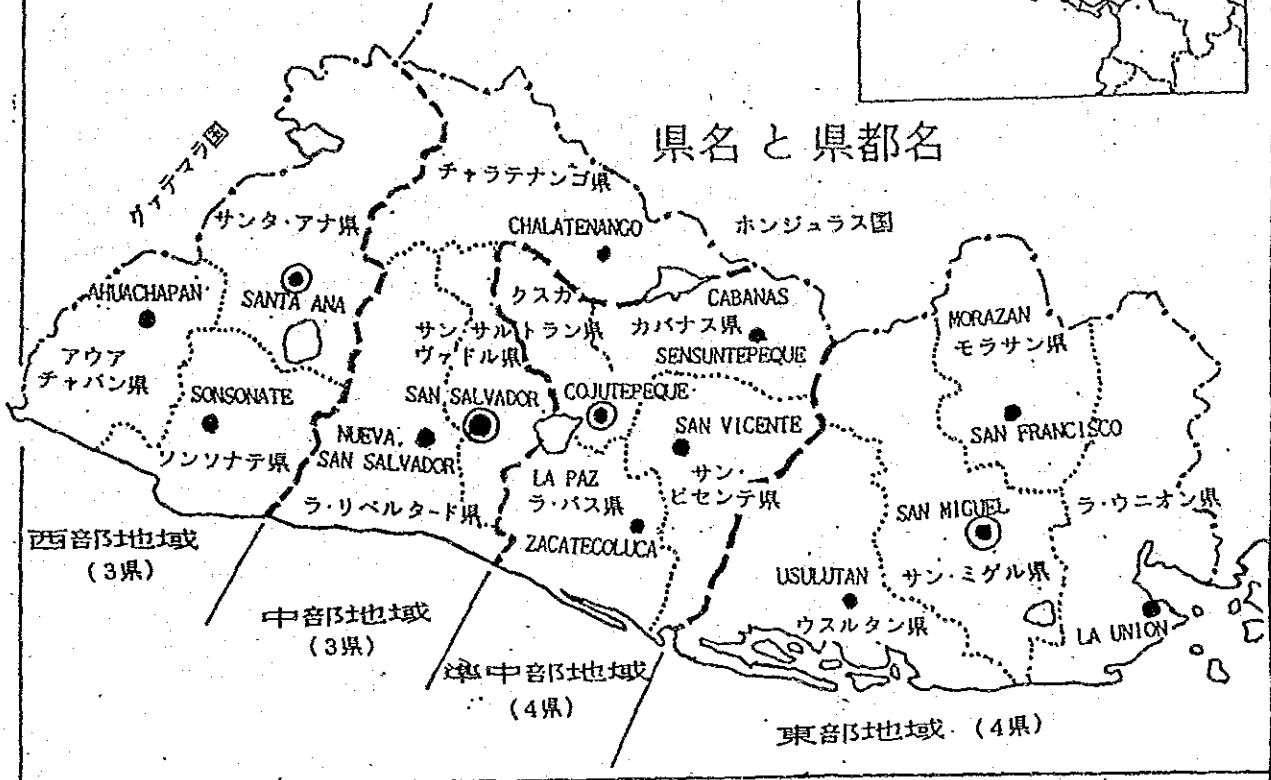 県名と県都名
グァテマラ国
チャラテナンゴ県
サンタ・アナ県
CHALATENANGO
ホンジュラス国
AHUACHAPAN
SANTA ANA
クスカ
トラン県
CABANAS
カバナス県
サン・サル
ヴァドル県
MORAZAN
モラサン県
アウア
チャパン県
SENSUNTEPEQUE
SONSONATE
SAN SALVADOR
COJUTEPEQUE
SAN VICENTE
SAN FRANCISCO
NUEVA
SAN SALVADOR
ソンソナテ県
LA PAZ
ラ・パス県
サン・
ビセンテ県
ラ・リベルタード県
SAN MIGUEL
ラ・ウニオン県
西部地域
(3県)
ZACATECOLUCA
USULUTAN
サン・ミゲル県
中部地域
(3県)
ウスルタン県
LA UNION
準中部地域
(4県)
東部地域 (4県)